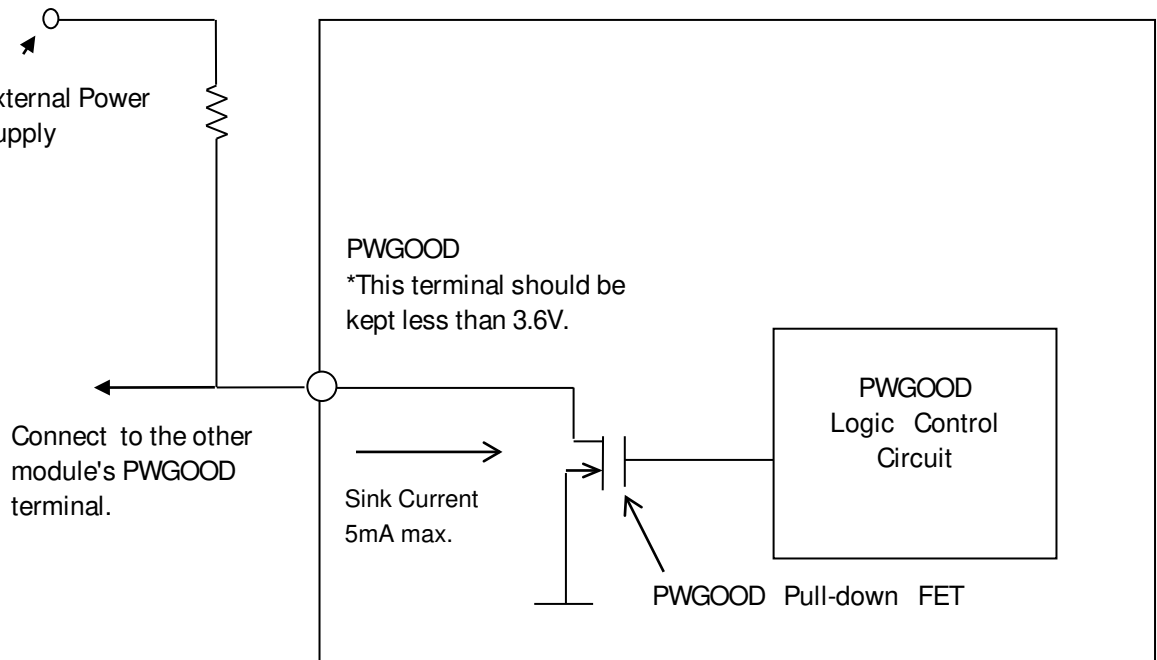 xternal Power
upply
PWGOOD
*This terminal should be
kept less than 3.6V.
PWGOOD
Logic Control
Circuit
Connect to the other
module's PWGOOD
terminal.
Sink Current
5mA max.
PWGOOD Pull-down FET